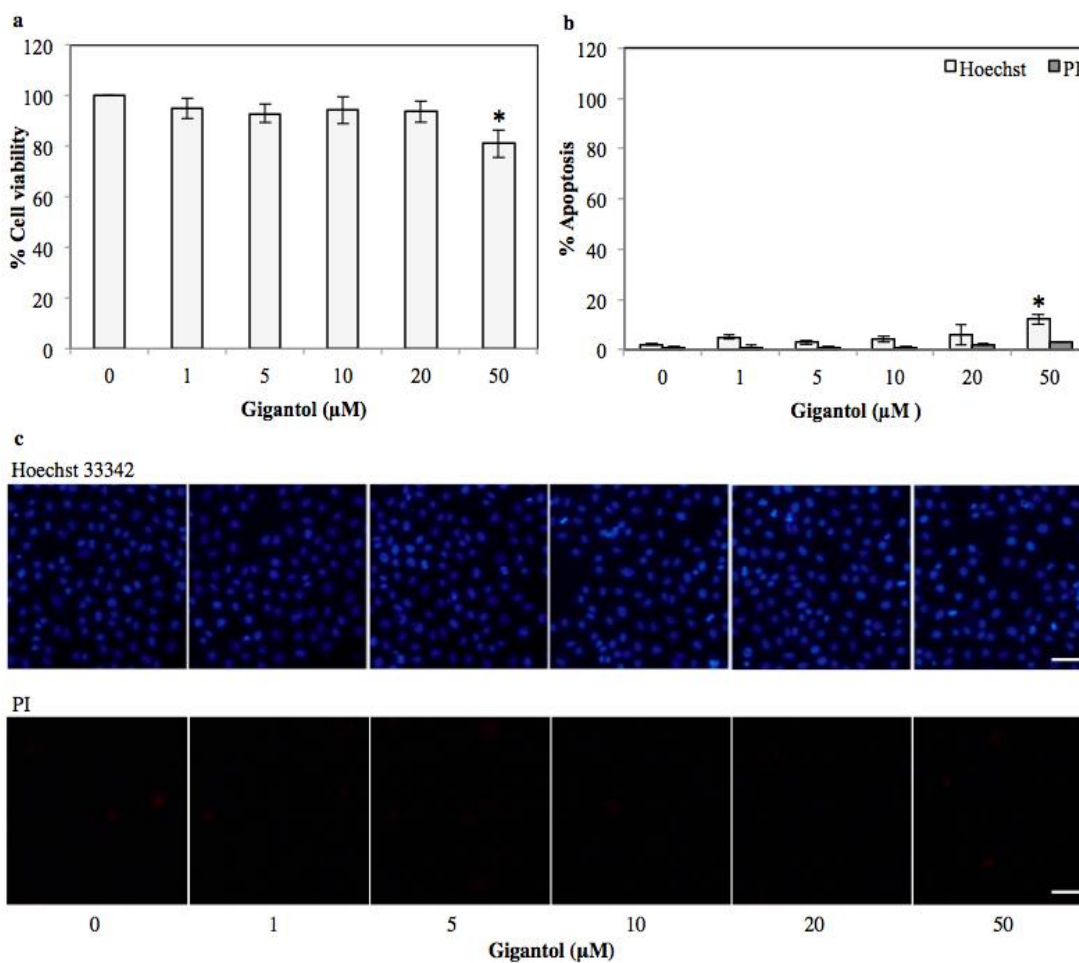 a
120
100
80
60
40
20
0
% Cell viability
*
0 1 5 10 20 50
Gigantol (µM)
b
120
100
80
60
40
20
0
% Apoptosis
Hoechst PI
*
0 1 5 10 20 50
Gigantol (µM )
c
Hoechst 33342
PI
0 1 5 10 20 50
Gigantol (µM)